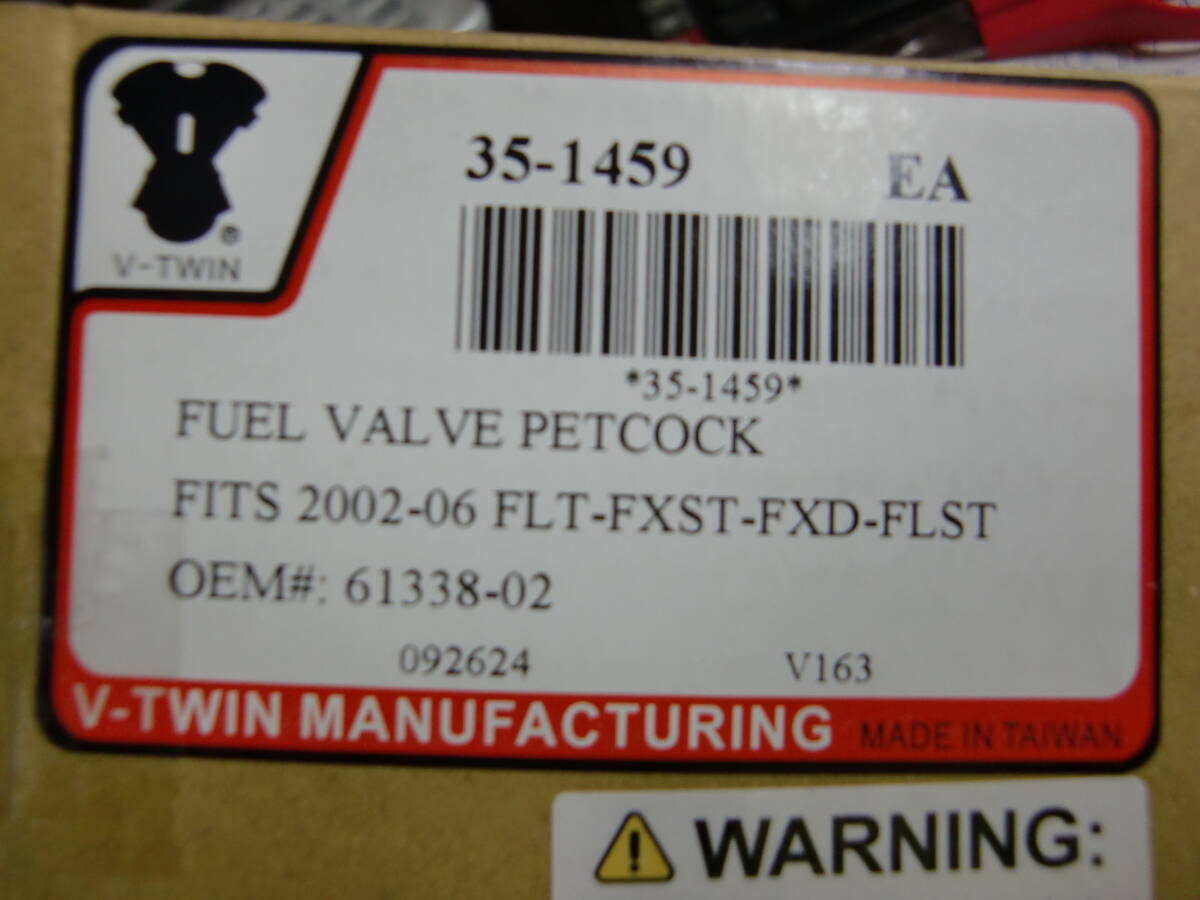 35-1459 EA
®
V-TWIN
*35-1459*
FUEL VALVE PETCOCK
FITS 2002-06 FLT-FXST-FXD-FLST
OEM#: 61338-02
092624 V163
V-TWIN MANUFACTURING MADE IN TAIWAN
WARNING: